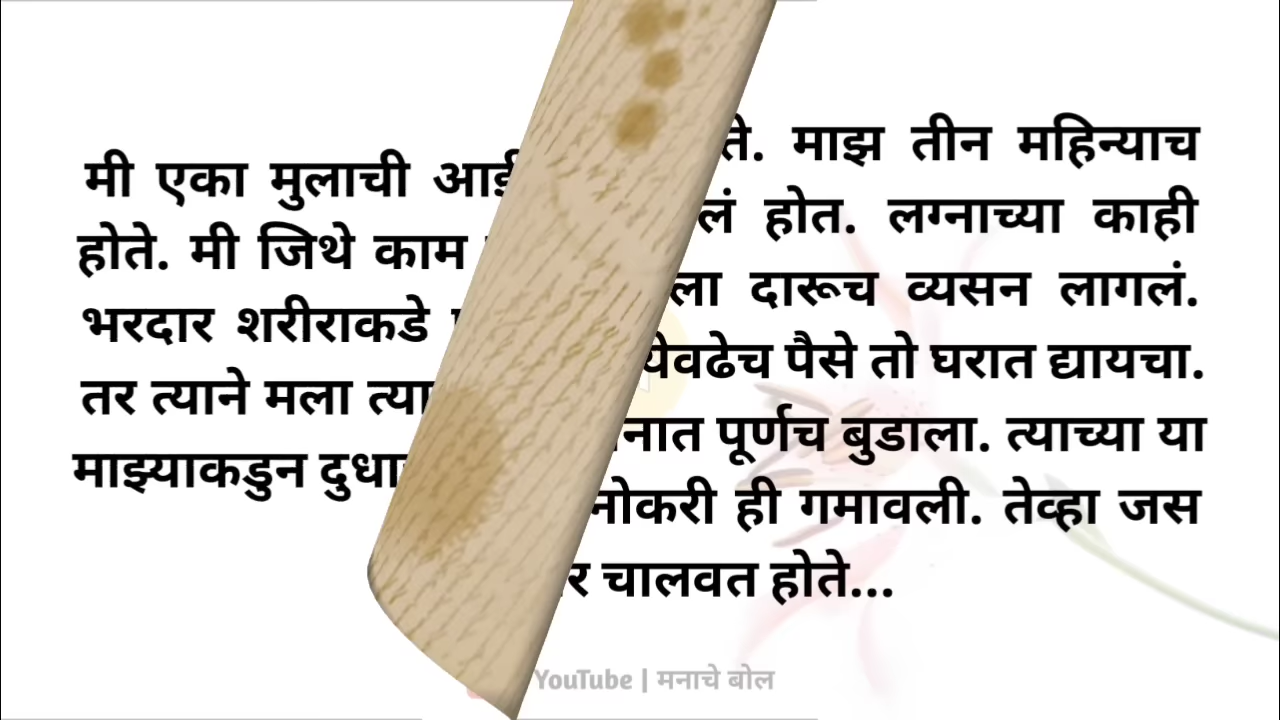 मी एका मुलाची आई
होते. मी जिथे काम
भरदार शरीराकडे
तर त्याने मला त्या
माझ्याकडुन दुधा
ते. माझ तीन महिन्याच
लं होत. लग्नाच्या काही
ला दारूच व्यसन लागलं.
येवढेच पैसे तो घरात द्यायचा.
नात पूर्णच बुडाला. त्याच्या या
नोकरी ही गमावली. तेव्हा जस
र चालवत होते...
YouTube | मनाचे बोल